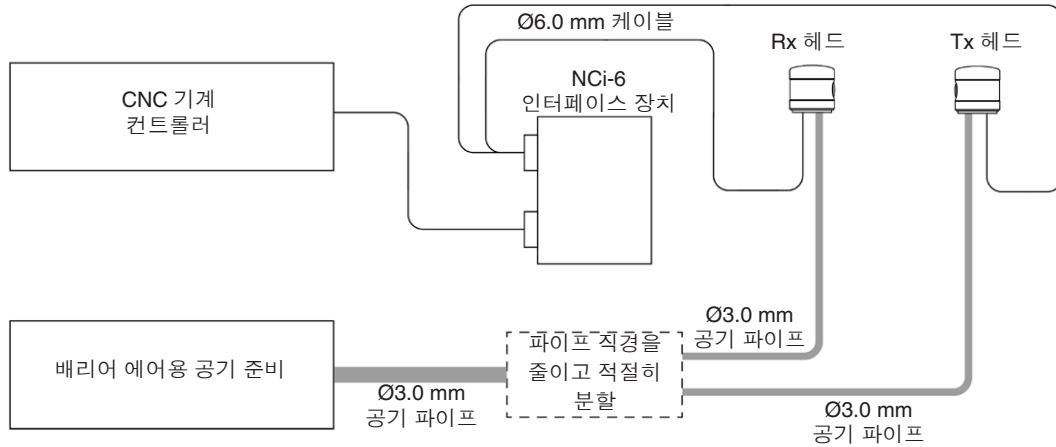 Ø6.0 mm 케이블
Rx 헤드
Tx 헤드
CNC 기계
컨트롤러
NCi-6
인터페이스 장치
배리어 에어용 공기 준비
Ø3.0 mm
공기 파이프
파이프 직경을
줄이고 적절히
분할
Ø3.0 mm
공기 파이프
Ø3.0 mm
공기 파이프